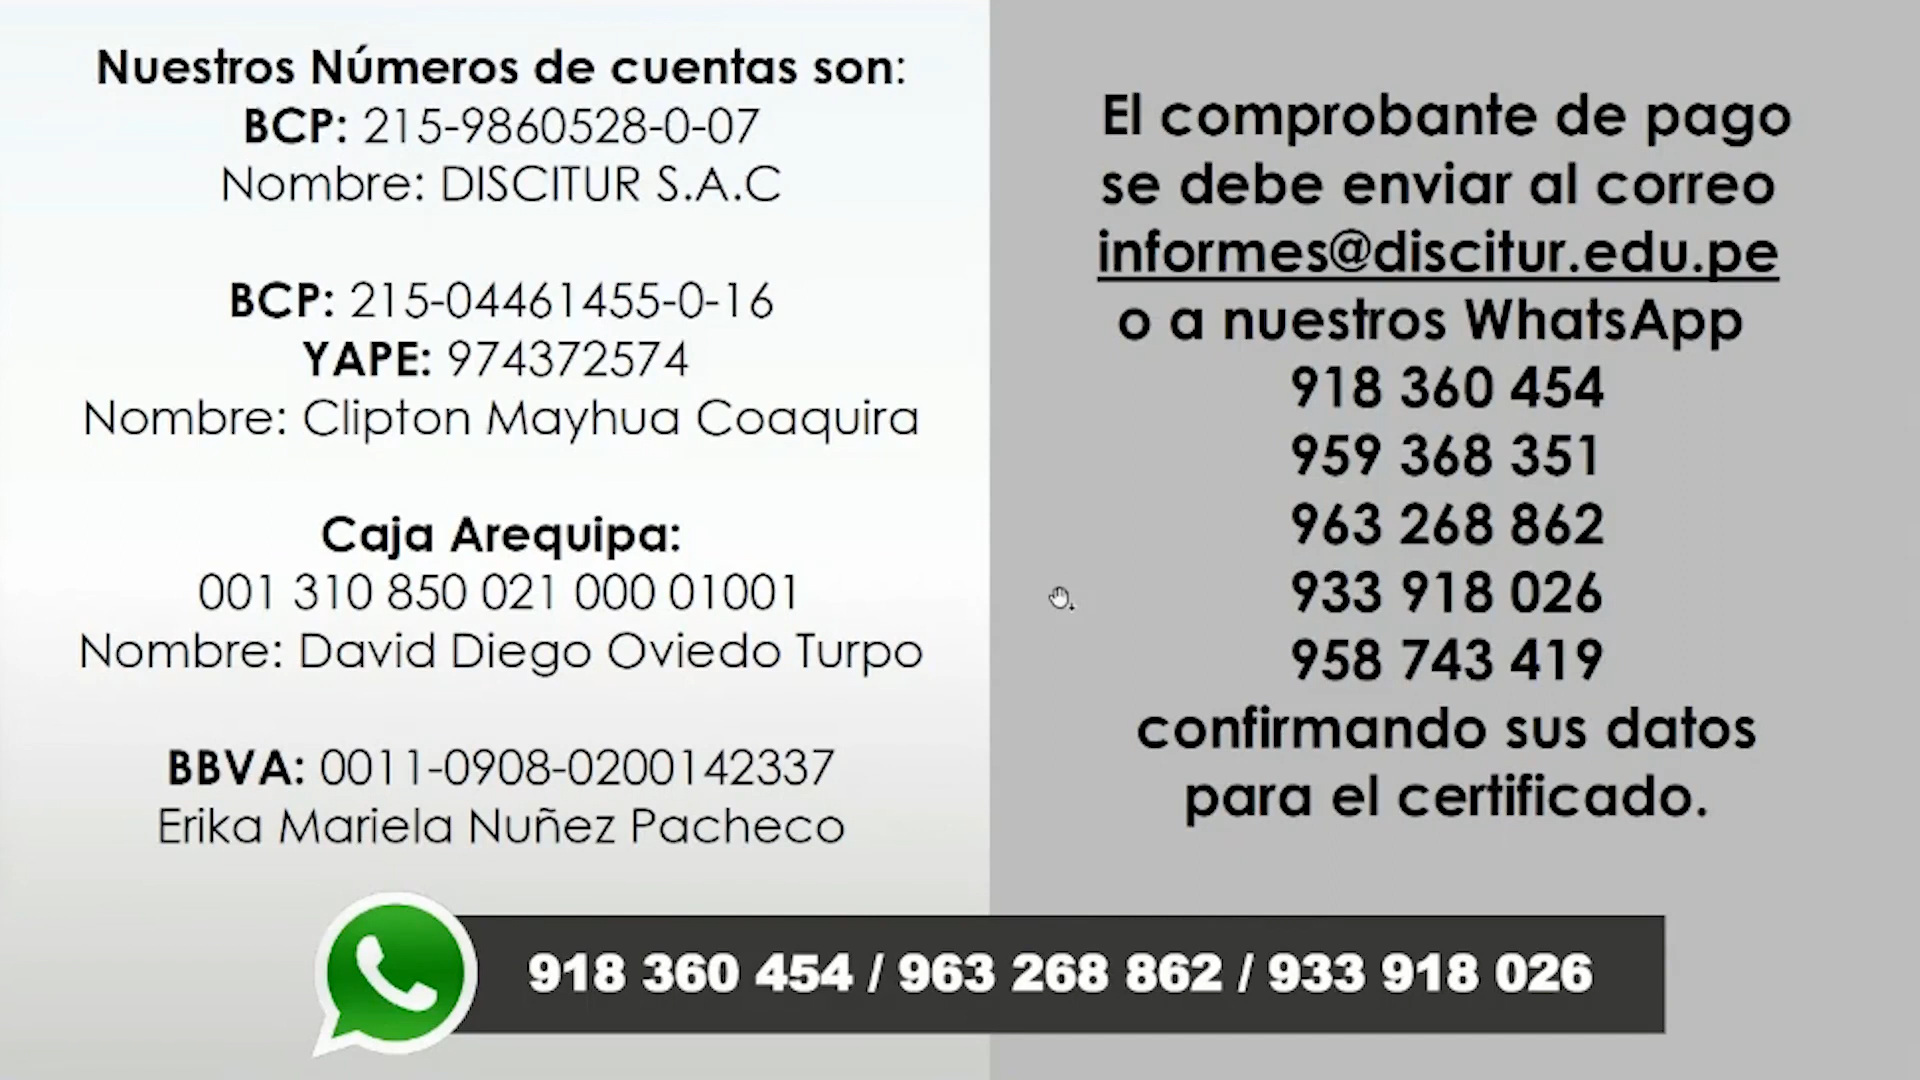 Nuestros Números de cuentas son:
BCP: 215-9860528-0-07
Nombre: DISCITUR S.A.C
BCP: 215-04461455-0-16
YAPE: 974372574
Nombre: Clipton Mayhua Coaquira
Caja Arequipa:
001 310 850 021 000 01001
Nombre: David Diego Oviedo Turpo
BBVA: 0011-0908-0200142337
Erika Mariela Nuñez Pacheco
El comprobante de pago
se debe enviar al correo
informes@discitur.edu.pe
o a nuestros WhatsApp
918 360 454
959 368 351
963 268 862
933 918 026
958 743 419
confirmando sus datos
para el certificado.
918 360 454 / 963 268 862 / 933 918 026